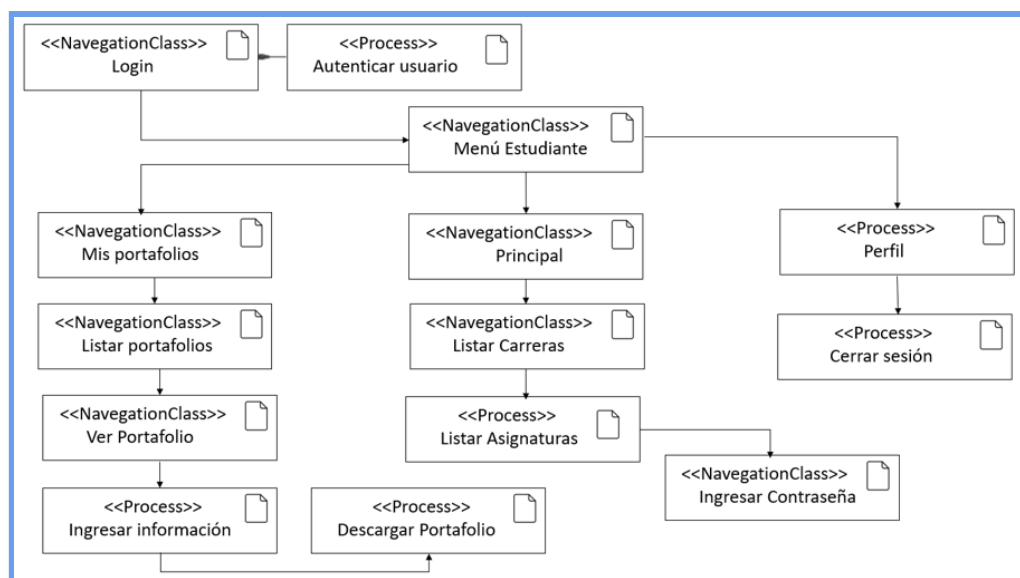 <<NavegationClass>>
Login
<<Process>>
Autenticar usuario
<<NavegationClass>>
Menú Estudiante
<<NavegationClass>>
Mis portafolios
<<NavegationClass>>
Principal
<<Process>>
Perfil
<<NavegationClass>>
Listar portafolios
<<NavegationClass>>
Listar Carreras
<<Process>>
Cerrar sesión
<<NavegationClass>>
Ver Portafolio
<<Process>>
Listar Asignaturas
<<NavegationClass>>
Ingresar Contraseña
<<Process>>
Ingresar información
<<Process>>
Descargar Portafolio